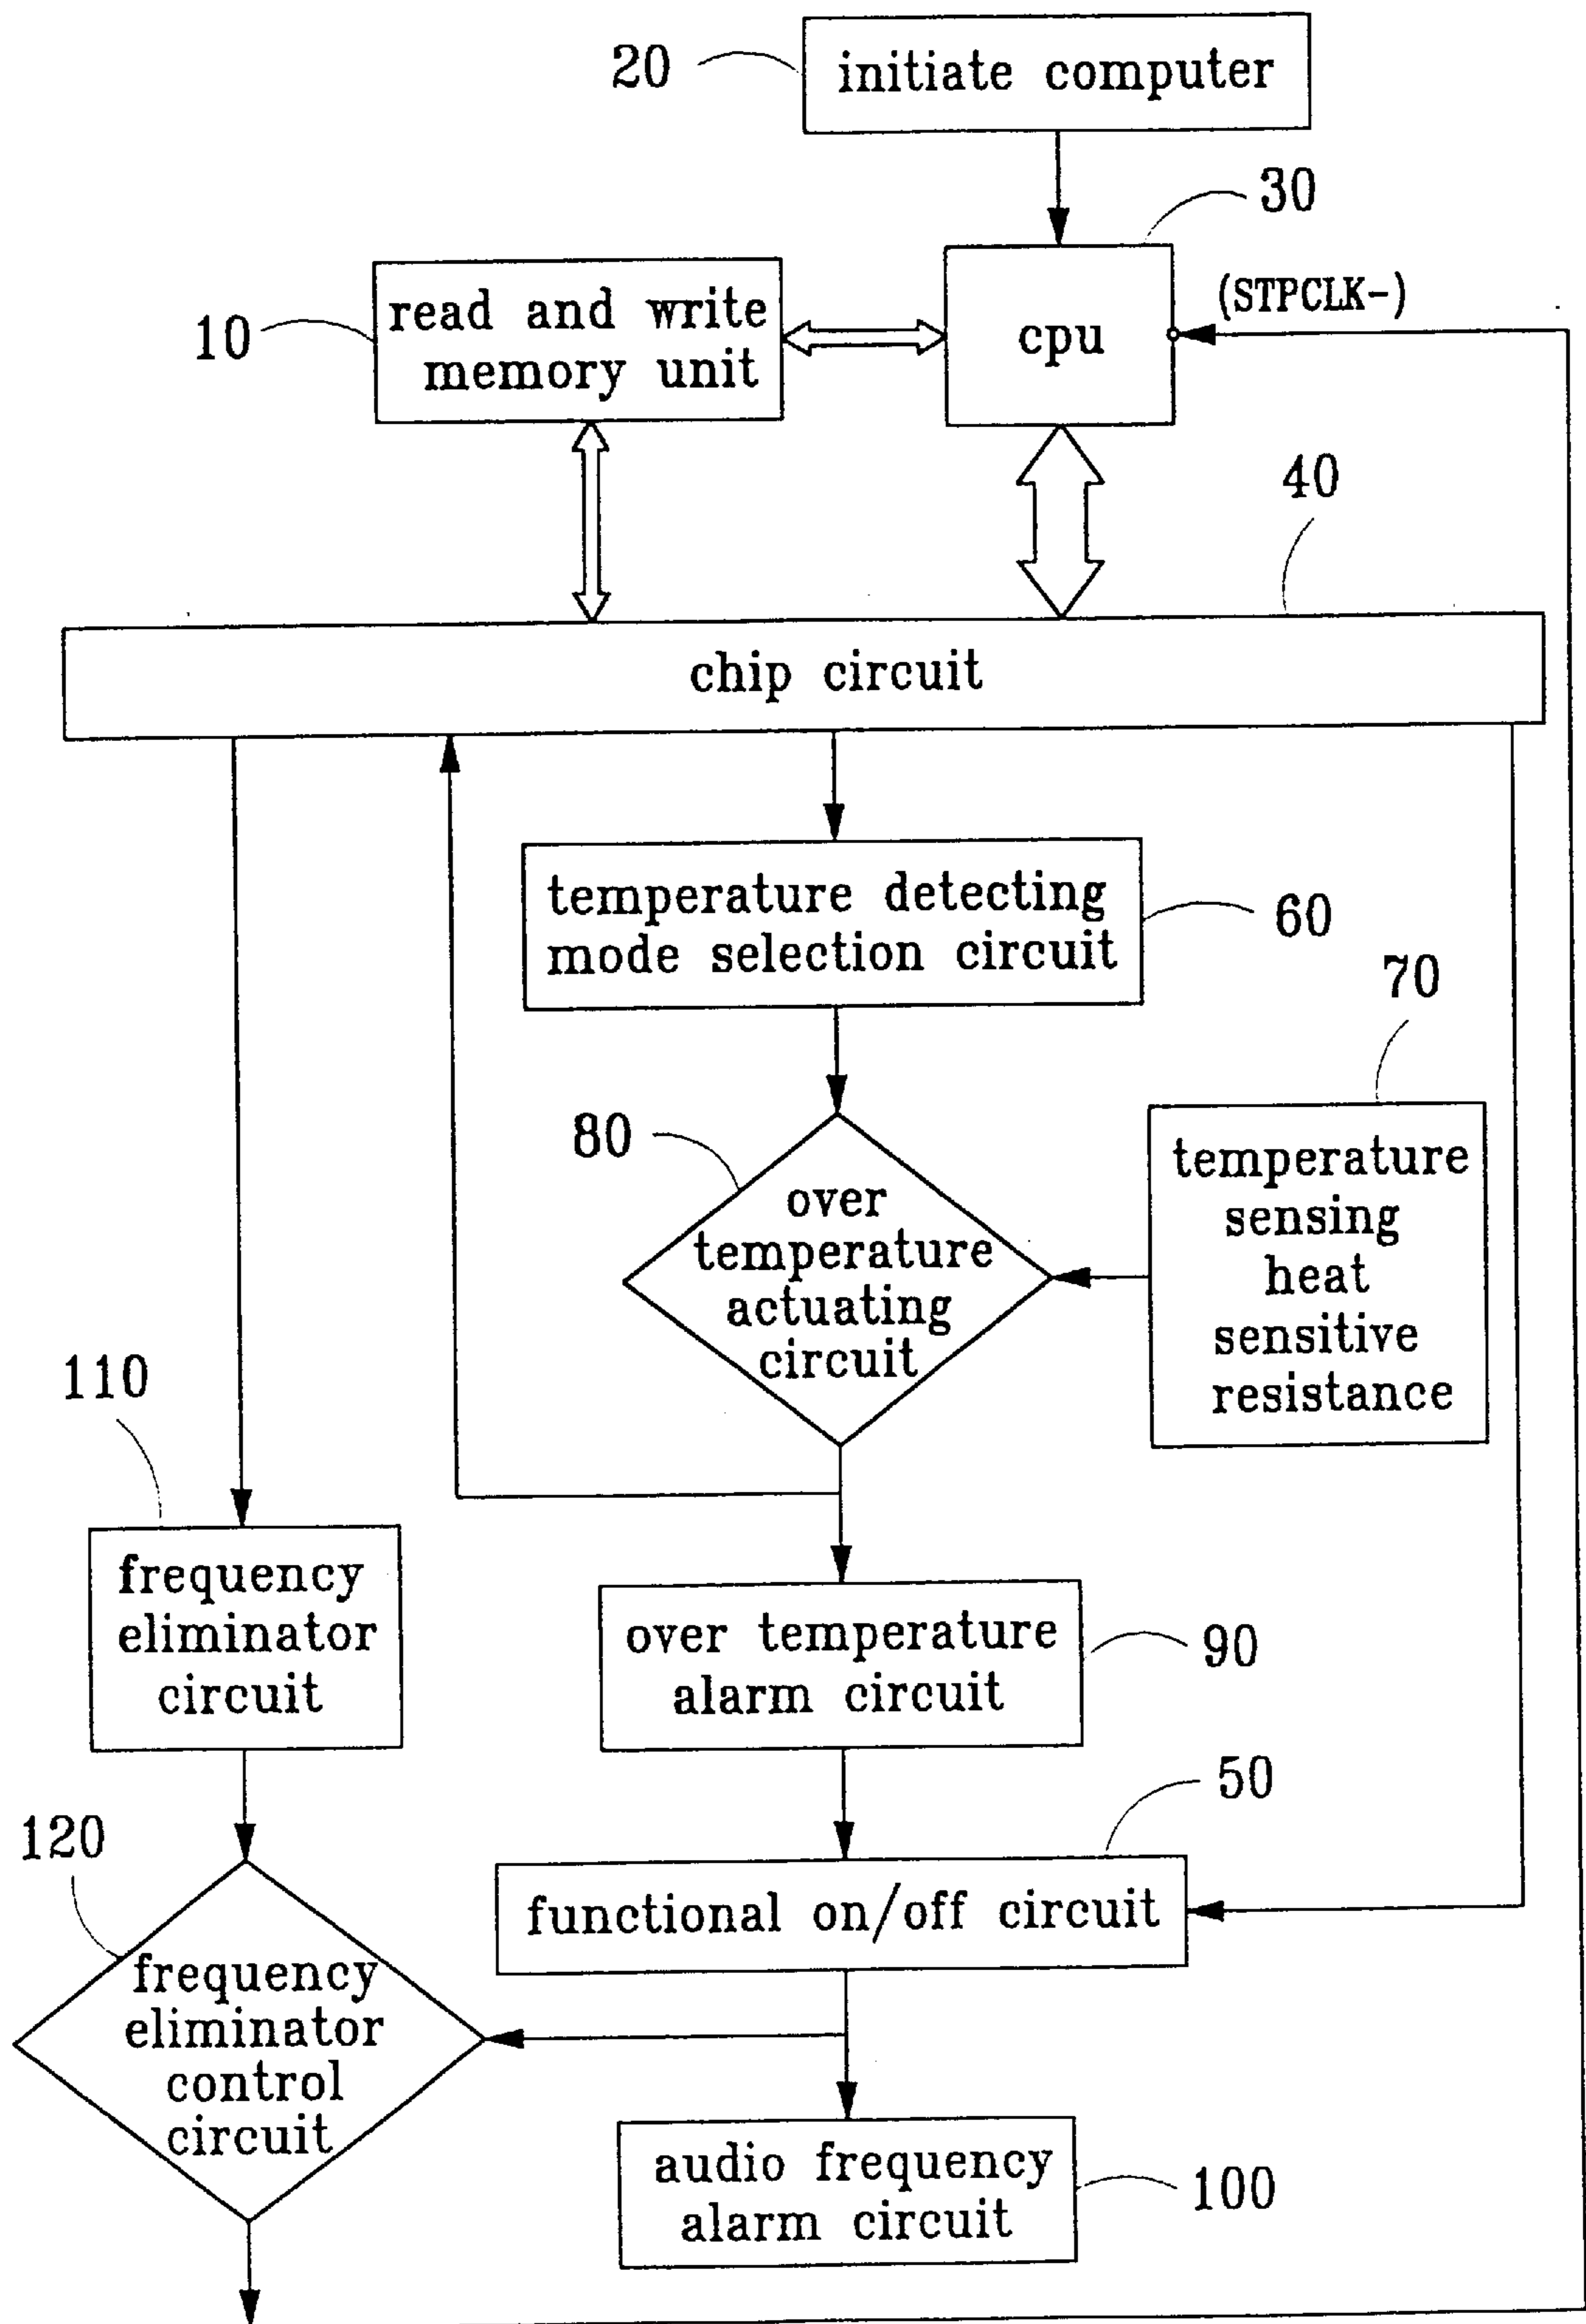 20
initiate computer
30
(STPCLK-)
10
read and write
memory unit
cpu
40
chip circuit
temperature detecting
mode selection circuit
60
70
80
over
temperature
actuating
circuit
temperature
sensing
heat
sensitive
resistance
110
frequency
eliminator
circuit
over temperature
alarm circuit
90
50
120
functional on/off circuit
frequency
eliminator
control
circuit
audio frequency
alarm circuit
100